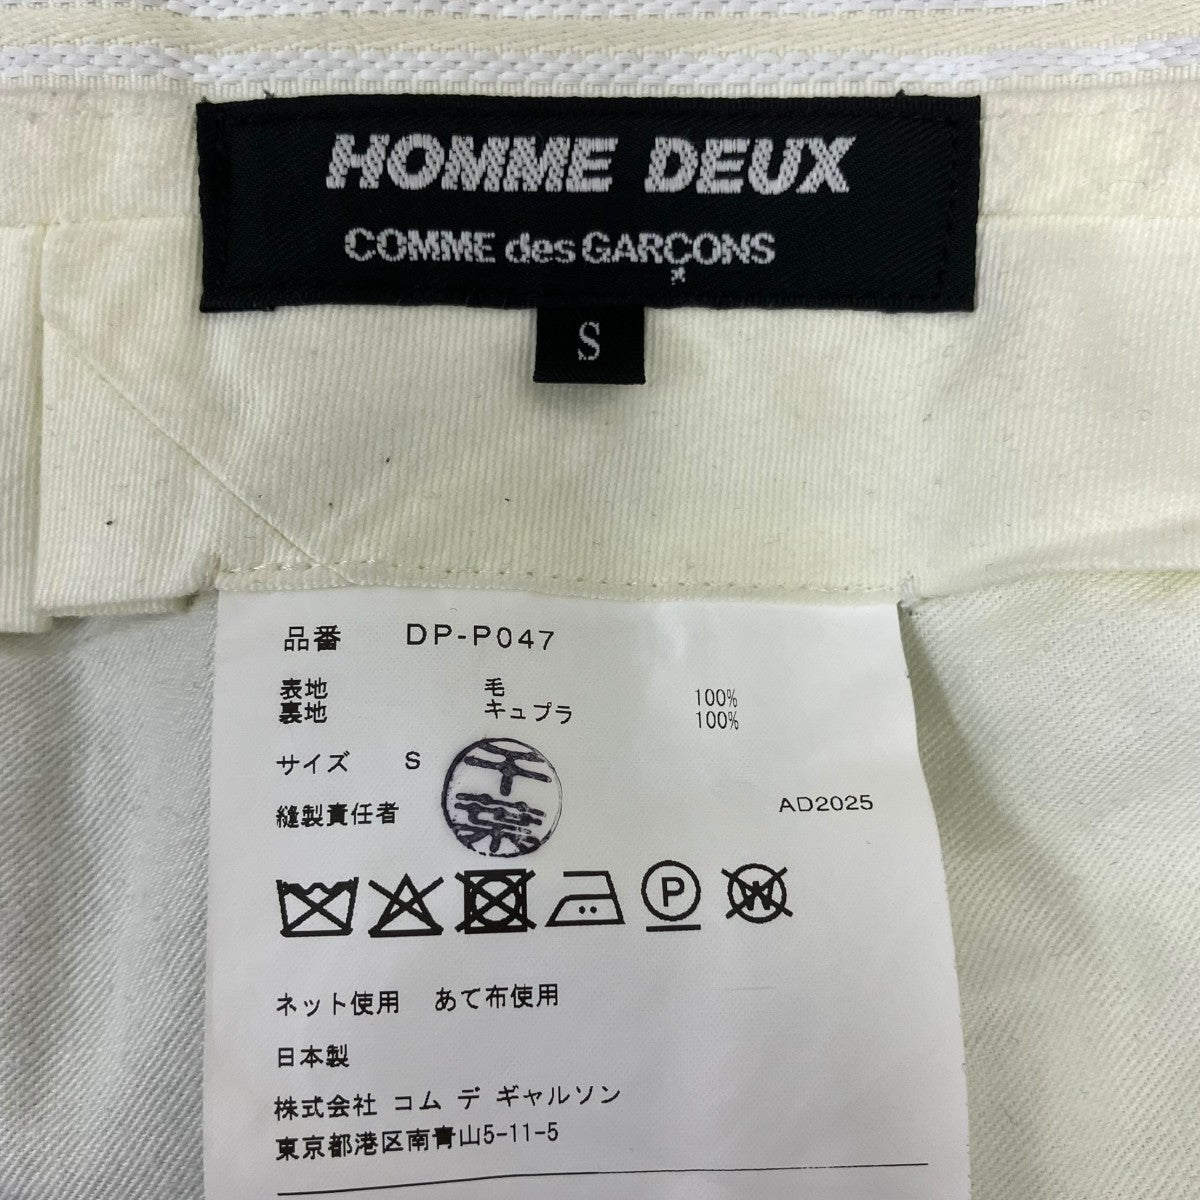 HOMME DEUX
COMME des GARÇONS
*
S
品番 DP-P047
表地 毛 100%
裏地 キュプラ 100%
サイズ S
千葉
縫製責任者 AD2025
P W
ネット使用 あて布使用
日本製
株式会社 コム デ ギャルソン
東京都港区南青山5-11-5